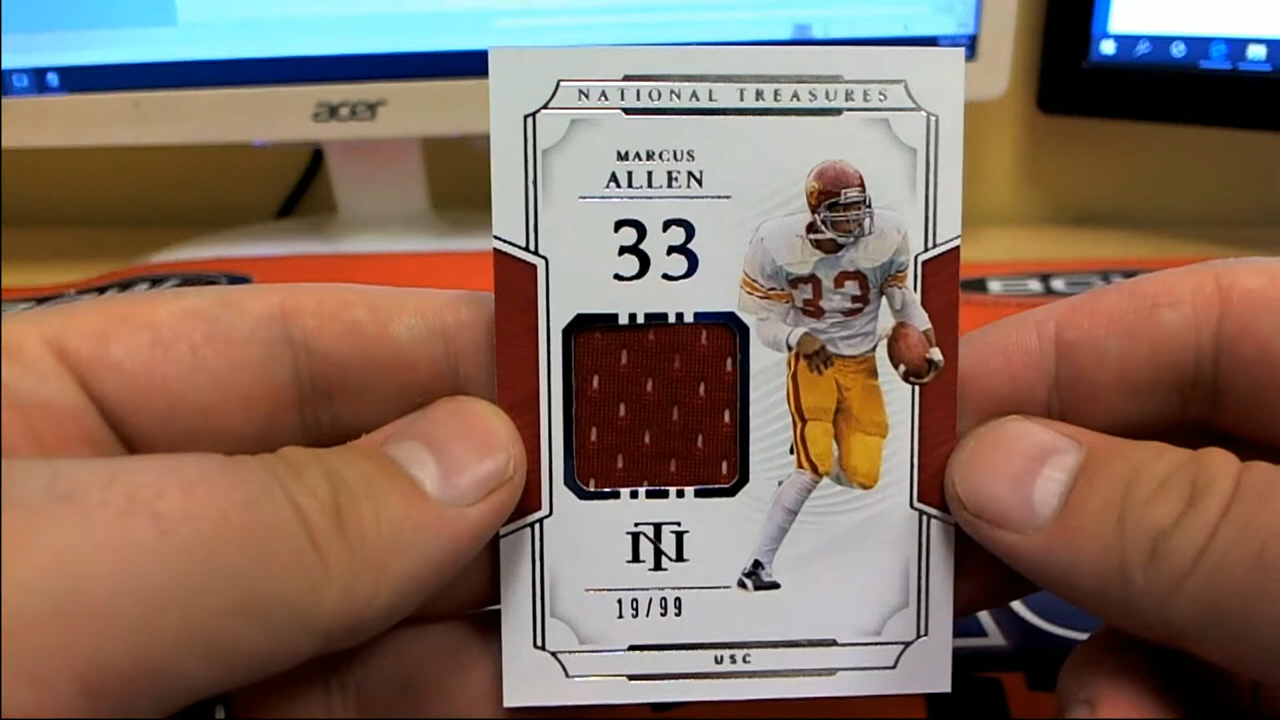 acer
NATIONAL TREASURES
MARCUS
ALLEN
33
33
NT
19/99
USC